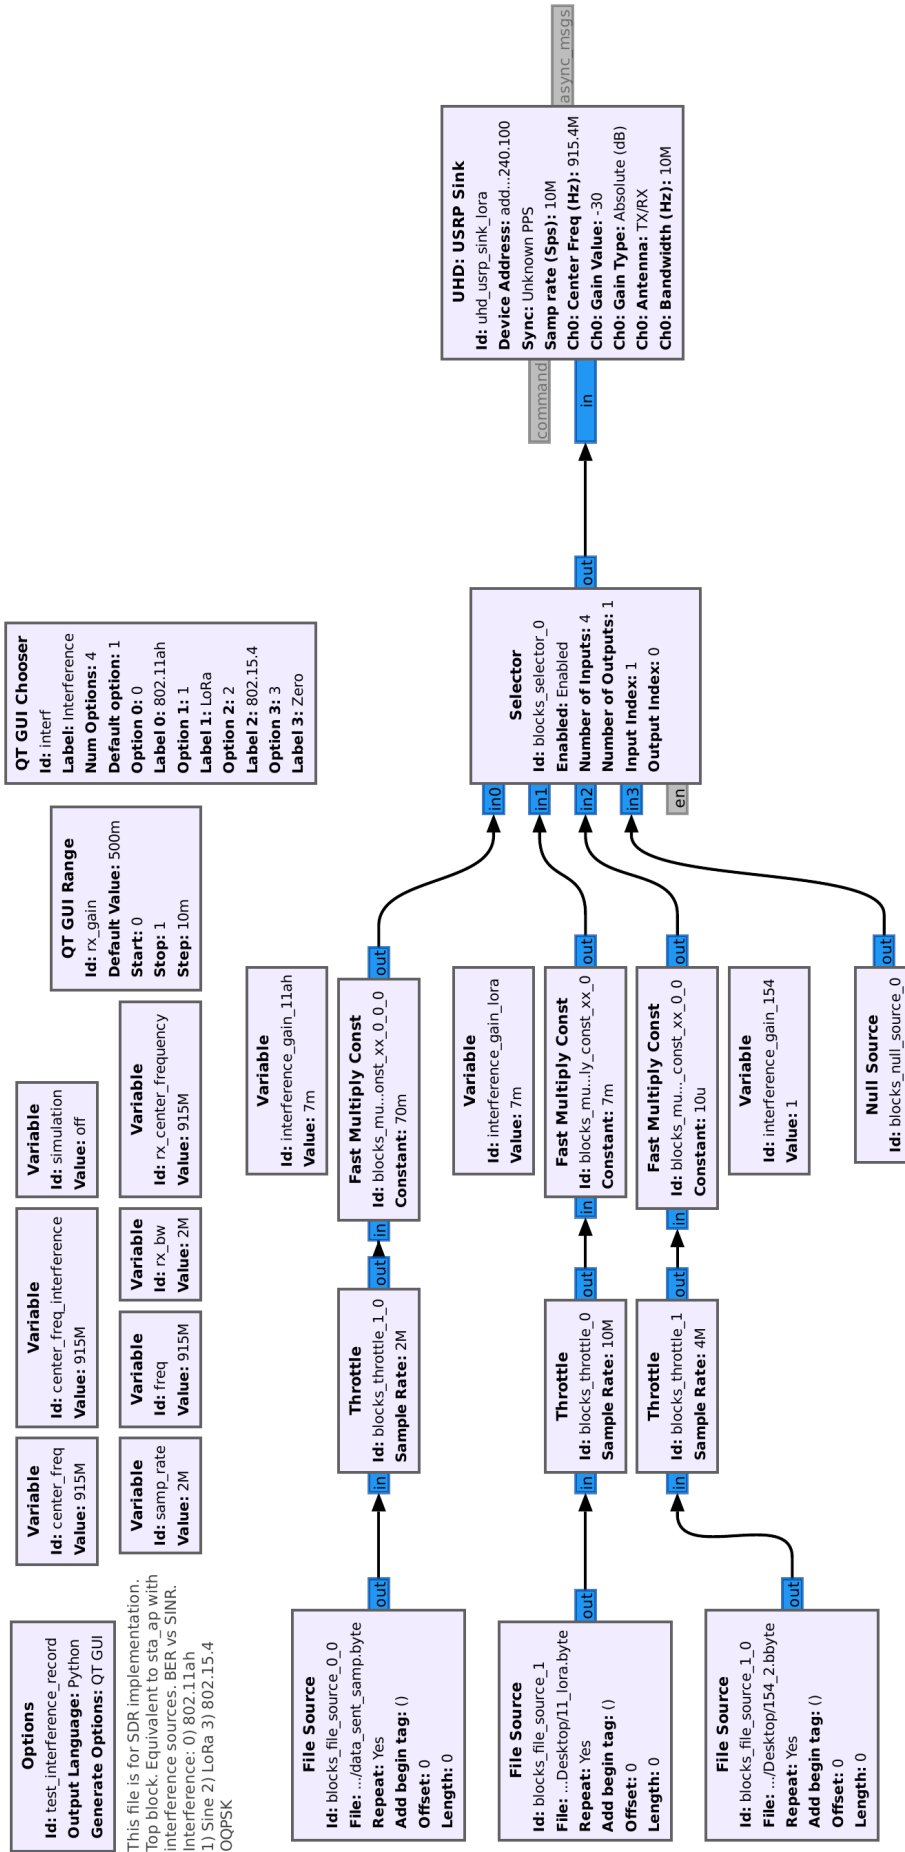 Options
Id: test_interference_record
Output Language: Python
Generate Options: QT GUI
This file is for SDR implementation.
Top block. Equivalent to sta_ap with
interference sources. BER vs SINR.
Interference: 0) 802.11ah
1) Sine 2) LoRa 3) 802.15.4
OQPSK
Variable
Id: center_freq
Value: 915M
Variable
Id: center_freq_interference
Value: 915M
Variable
Id: simulation
Value: off
Variable
Id: samp_rate
Value: 2M
Variable
Id: freq
Value: 915M
Variable
Id: rx_bw
Value: 2M
Variable
Id: rx_center_frequency
Value: 915M
QT GUI Range
Id: rx_gain
Default Value: 500m
Start: 0
Stop: 1
Step: 10m
QT GUI Chooser
Id: interf
Label: Interference
Num Options: 4
Default option: 1
Option 0: 0
Label 0: 802.11ah
Option 1: 1
Label 1: LoRa
Option 2: 2
Label 2: 802.15.4
Option 3: 3
Label 3: Zero
Variable
Id: interference_gain_11ah
Value: 7m
File Source
Id: blocks_file_source_0_0
File: .../data_sent_samp.byte
Repeat: Yes
Add begin tag: ()
Offset: 0
Length: 0
out
in
Throttle
Id: blocks_throttle_1_0
Sample Rate: 2M
out
in
Fast Multiply Const
Id: blocks_mu...onst_xx_0_0_0
Constant: 70m
out
Variable
Id: interference_gain_lora
Value: 7m
File Source
Id: blocks_file_source_1
File: ...Desktop/11_lora.byte
Repeat: Yes
Add begin tag: ()
Offset: 0
Length: 0
out
in
Throttle
Id: blocks_throttle_0
Sample Rate: 10M
out
in
Fast Multiply Const
Id: blocks_mu...ly_const_xx_0
Constant: 7m
out
File Source
Id: blocks_file_source_1_0
File: .../Desktop/154_2.bbyte
Repeat: Yes
Add begin tag: ()
Offset: 0
Length: 0
out
in
Throttle
Id: blocks_throttle_1
Sample Rate: 4M
out
in
Fast Multiply Const
Id: blocks_mu..._const_xx_0_0
Constant: 10u
out
Variable
Id: interference_gain_154
Value: 1
Null Source
Id: blocks_null_source_0
out
in0
in1
in2
in3
en
Selector
Id: blocks_selector_0
Enabled: Enabled
Number of Inputs: 4
Number of Outputs: 1
Input Index: 1
Output Index: 0
out
command
in
UHD: USRP Sink
Id: uhd_usrp_sink_lora
Device Address: add...240.100
Sync: Unknown PPS
Samp rate (Sps): 10M
Ch0: Center Freq (Hz): 915.4M
Ch0: Gain Value: -30
Ch0: Gain Type: Absolute (dB)
Ch0: Antenna: TX/RX
Ch0: Bandwidth (Hz): 10M
async_msgs